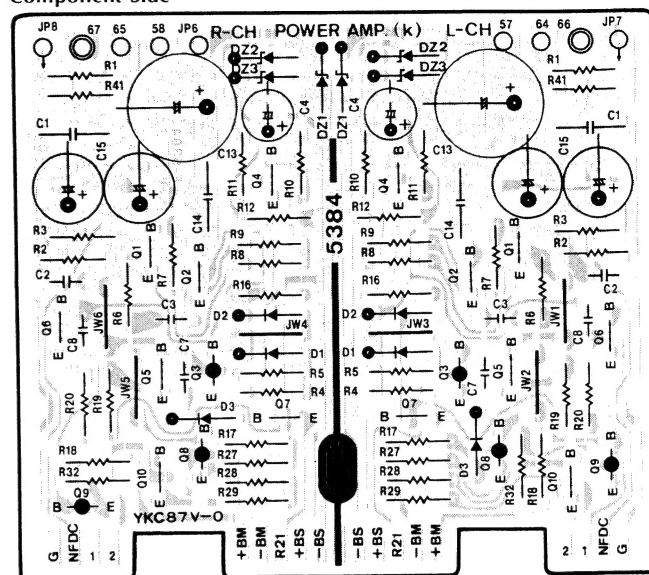 Component Side
R-CH POWER AMP. (k) L-CH
JP8 67 65 58 JP6 DZ2 DZ2 57 64 66 JP7
R1 DZ3 DZ3 R1
R41 R41
C4 DZ1 DZ1 C4
C1 C1
C15 C13 B B C13 C15
R11 Q4 R10 R10 Q4 R11
E E
C14 R12 R12 C14
5384
R3 R3
R2 B B R9 R9 B B R2
Q1 Q2 R8 R8 Q2 R7 Q1
C2 E R7 E R16 R16 E E C2
B B
Q6 C8 JW6 R6 C3 D2 D2 C3 R6 JW1 C8 Q6
JW4 JW3
E B C7 B D1 D1 B B E
JW5 Q5 Q3 R5 R5 Q3 C7 Q5 JW2
R20 R19 E E R4 R4 E E R19 R20
D3 B Q7 E B Q7 E
R18 B B R17 R17 B B
R32 Q10 Q8 R27 R27 D3 Q8 R32 R18 Q10 Q9
Q9 R28 R28
B E E E R29 R29 E E E
YKC87V-0
G NFDC 1 2 +BM -BM R21 +BS -BS +BS R21 -BM +BM 2 1 NFDC G